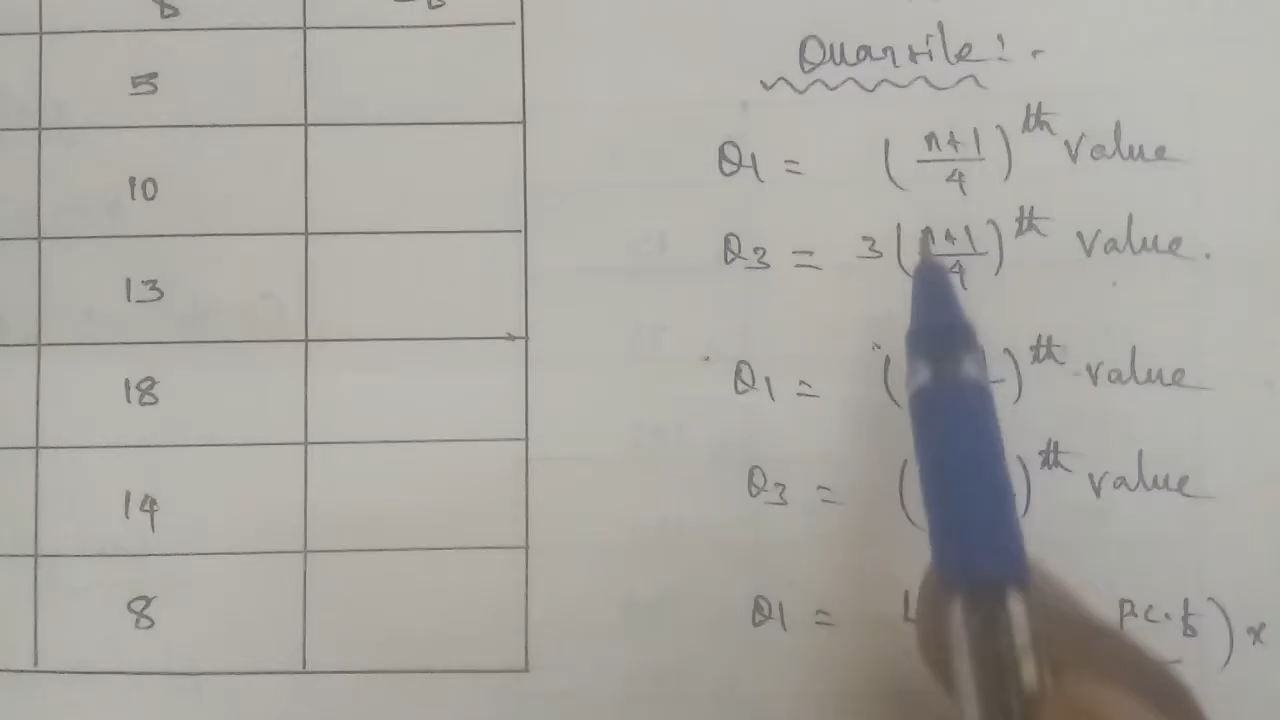 5
10
13
18
14
8
Quartile :-
Q1 = (n+1/4)th value
Q3 = 3(n+1/4)th value.
Q1 = ( )th value
Q3 = ( )th value
Q1 = p.c.f) x